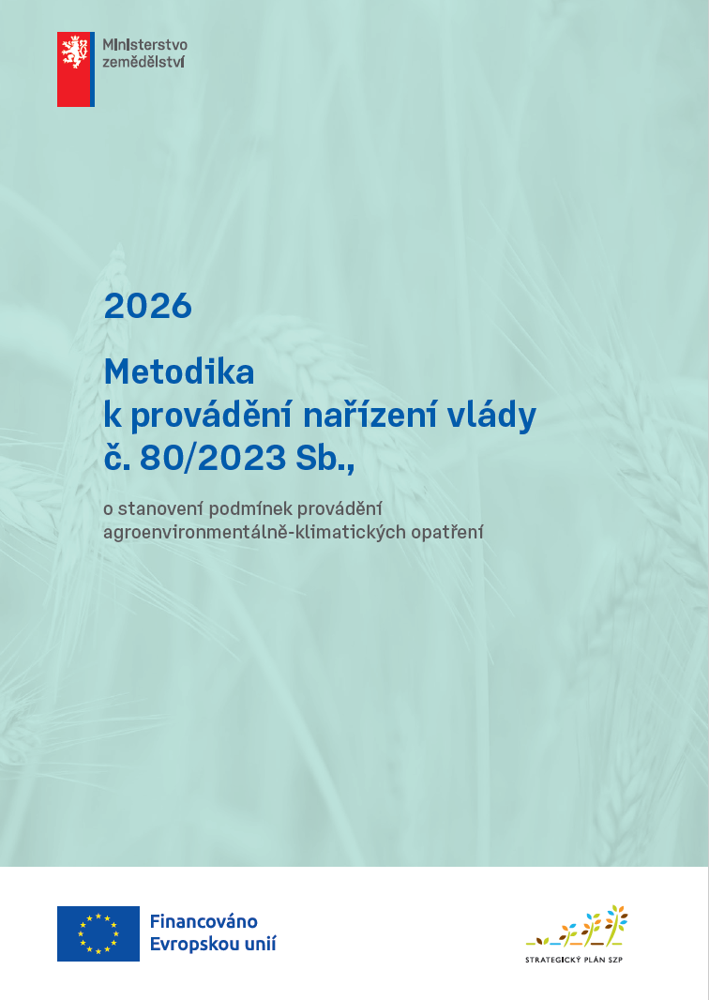 Ministerstvo
zemědělství
2026
Metodika
k provádění nařízení vlády
č. 80/2023 Sb.,
o stanovení podmínek provádění
agroenvironmentálně-klimatických opatření
Financováno
Evropskou unií
STRATEGICKÝ PLÁN SZP